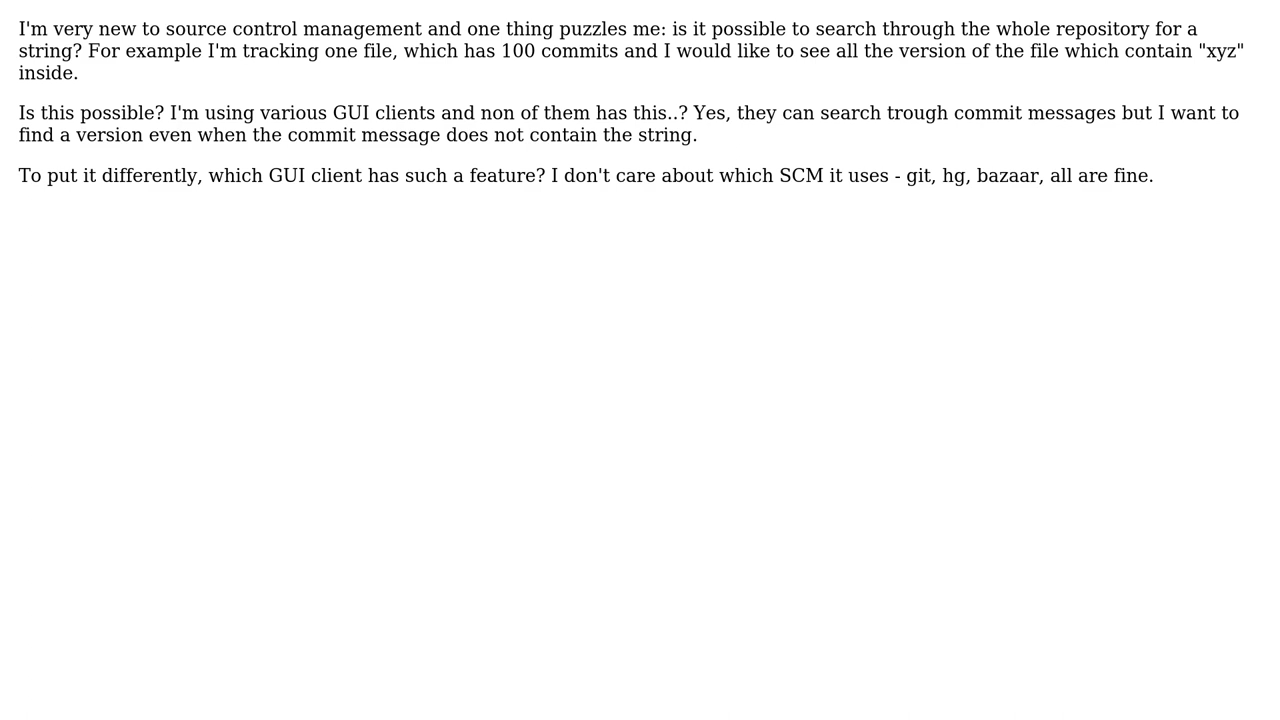 I'm very new to source control management and one thing puzzles me: is it possible to search through the whole repository for a
string? For example I'm tracking one file, which has 100 commits and I would like to see all the version of the file which contain "xyz"
inside.
Is this possible? I'm using various GUI clients and non of them has this..? Yes, they can search trough commit messages but I want to
find a version even when the commit message does not contain the string.
To put it differently, which GUI client has such a feature? I don't care about which SCM it uses - git, hg, bazaar, all are fine.